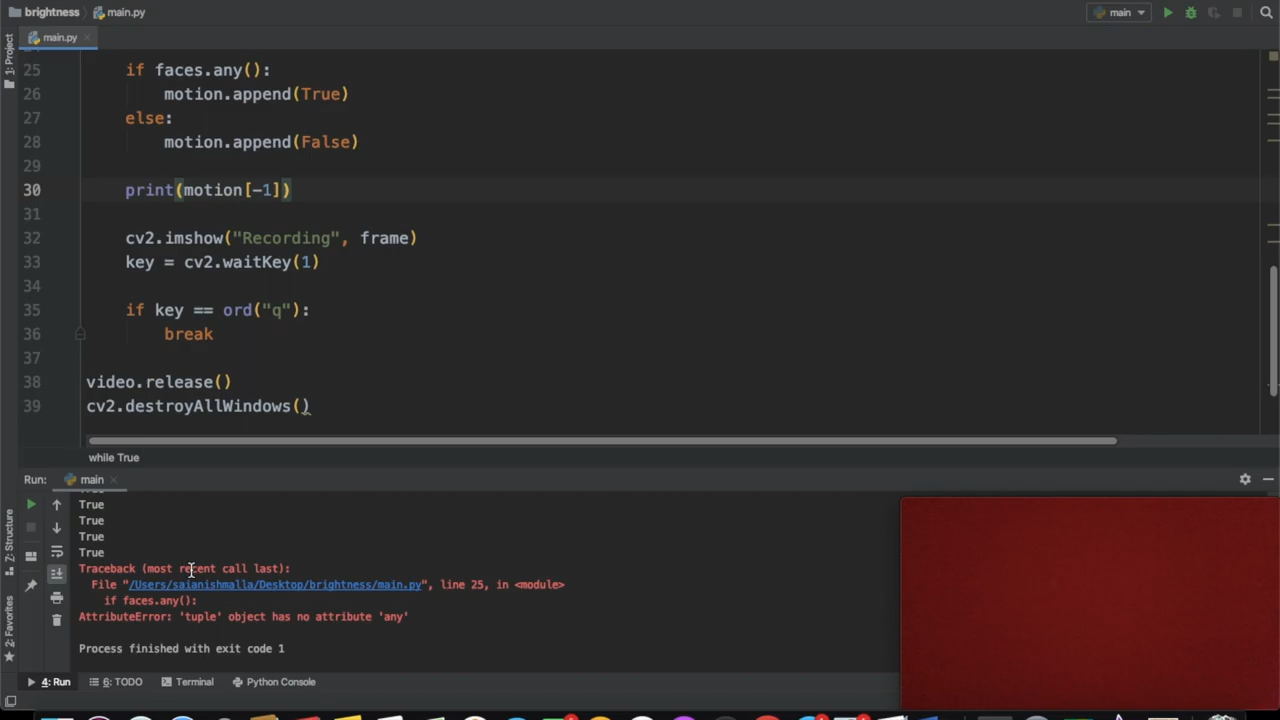 brightness
main.py
main
main.py
1: Project
25 if faces.any():
26 motion.append(True)
27 else:
28 motion.append(False)
29
30 print(motion[-1])
31
32 cv2.imshow("Recording", frame)
33 key = cv2.waitKey(1)
34
35 if key == ord("q"):
36 break
37
38 video.release()
39 cv2.destroyAllWindows()
while True
Run: main
True
True
True
True
Traceback (most recent call last):
File "/Users/saianishmalla/Desktop/brightness/main.py", line 25, in <module>
if faces.any():
AttributeError: 'tuple' object has no attribute 'any'
Process finished with exit code 1
Z: Structure
2: Favorites
4: Run
6: TODO
Terminal
Python Console